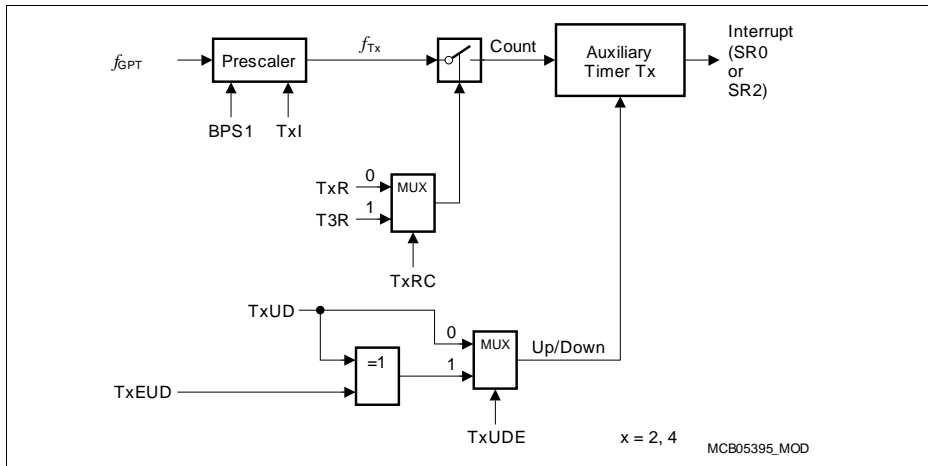 fGPT
Prescaler
fTx
Count
Auxiliary
Timer Tx
Interrupt
(SR0
or
SR2)
BPS1
TxI
TxR
0
MUX
T3R
1
TxRC
TxUD
0
MUX
Up/Down
=1
1
TxEUD
TxUDE
x = 2, 4
MCB05395_MOD